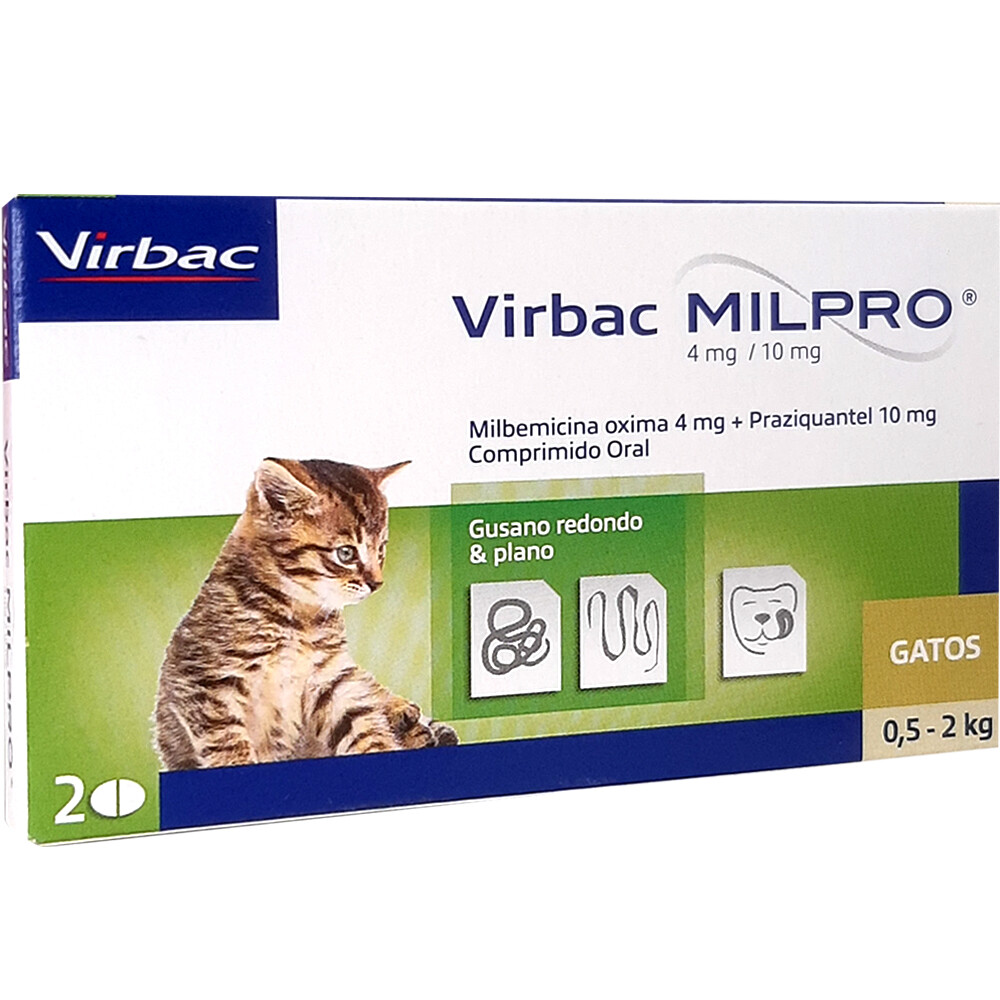 Virbac
Virbac MILPRO®
4 mg / 10 mg
Milbemicina oxima 4 mg + Praziquantel 10 mg
Comprimido Oral
Gusano redondo
& plano
GATOS
0,5 - 2 kg
2
Virbac MILPRO